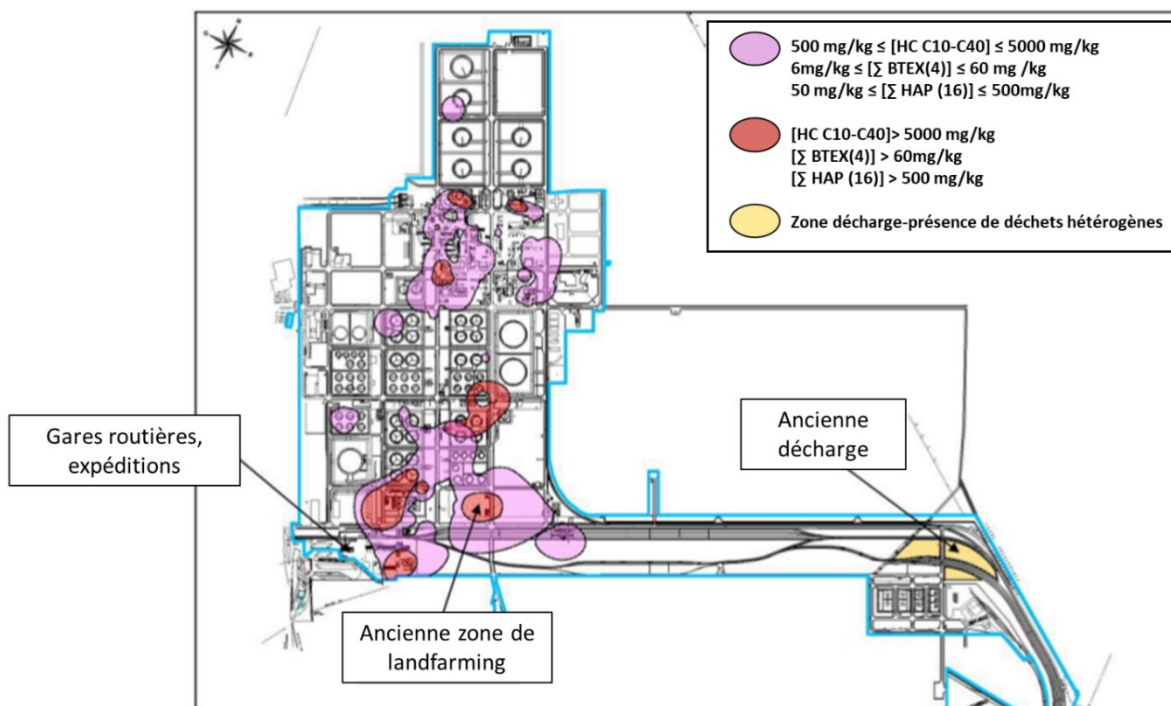 500 mg/kg ≤ [HC C10-C40] ≤ 5000 mg/kg
6mg/kg ≤ [∑ BTEX(4)] ≤ 60 mg /kg
50 mg/kg ≤ [∑ HAP (16)] ≤ 500mg/kg
[HC C10-C40]> 5000 mg/kg
[∑ BTEX(4)] > 60mg/kg
[∑ HAP (16)] > 500 mg/kg
Zone décharge-présence de déchets hétérogènes
Gares routières,
expéditions
Ancienne
décharge
Ancienne zone de
landfarming